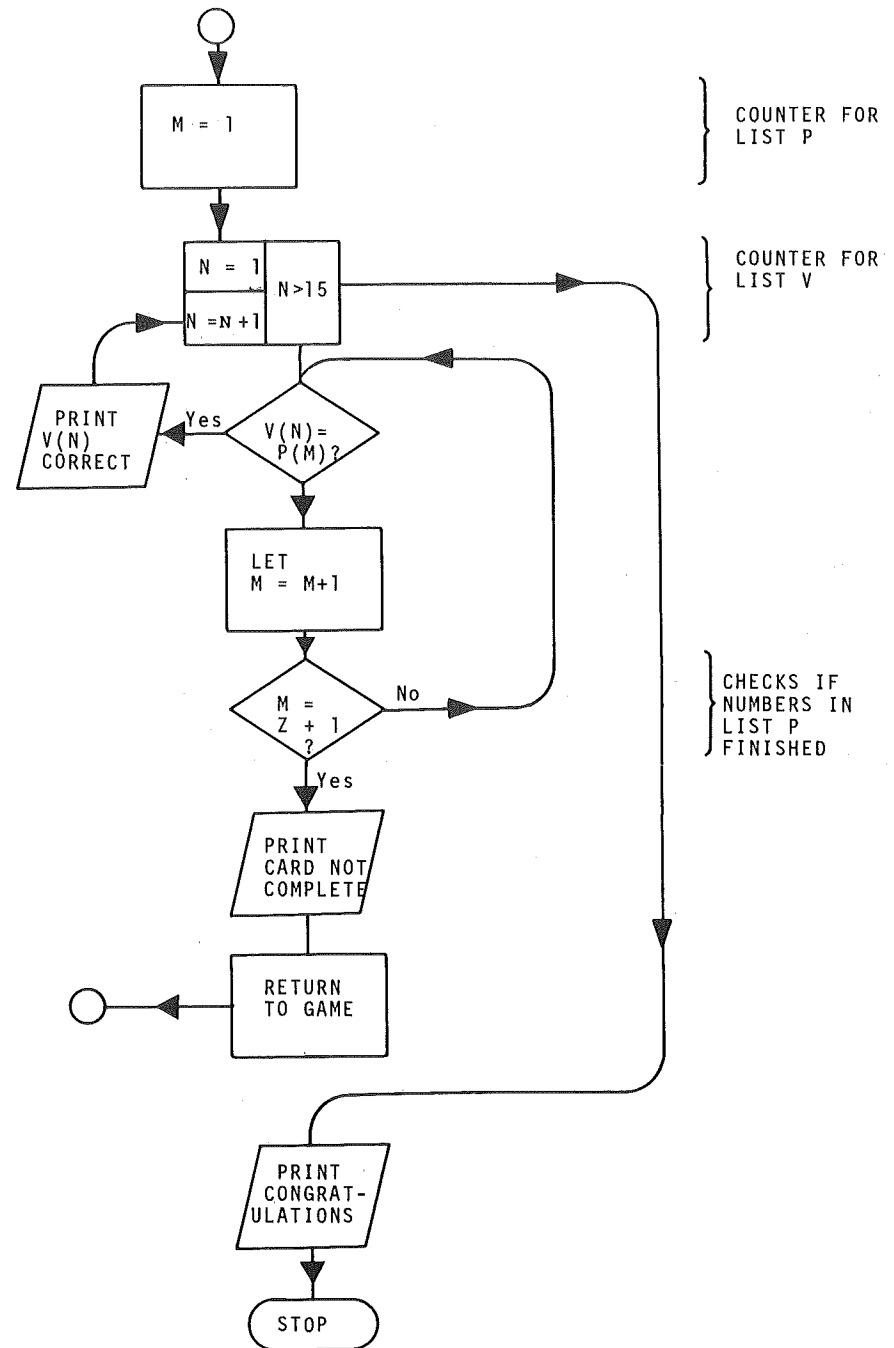 M = 1
COUNTER FOR
LIST P
N = 1
N = N + 1
N>15
COUNTER FOR
LIST V
PRINT
V(N)
CORRECT
Yes
V(N)=
P(M)?
LET
M = M+1
M =
Z + 1
?
No
CHECKS IF
NUMBERS IN
LIST P
FINISHED
Yes
PRINT
CARD NOT
COMPLETE
RETURN
TO GAME
PRINT
CONGRAT-
ULATIONS
STOP